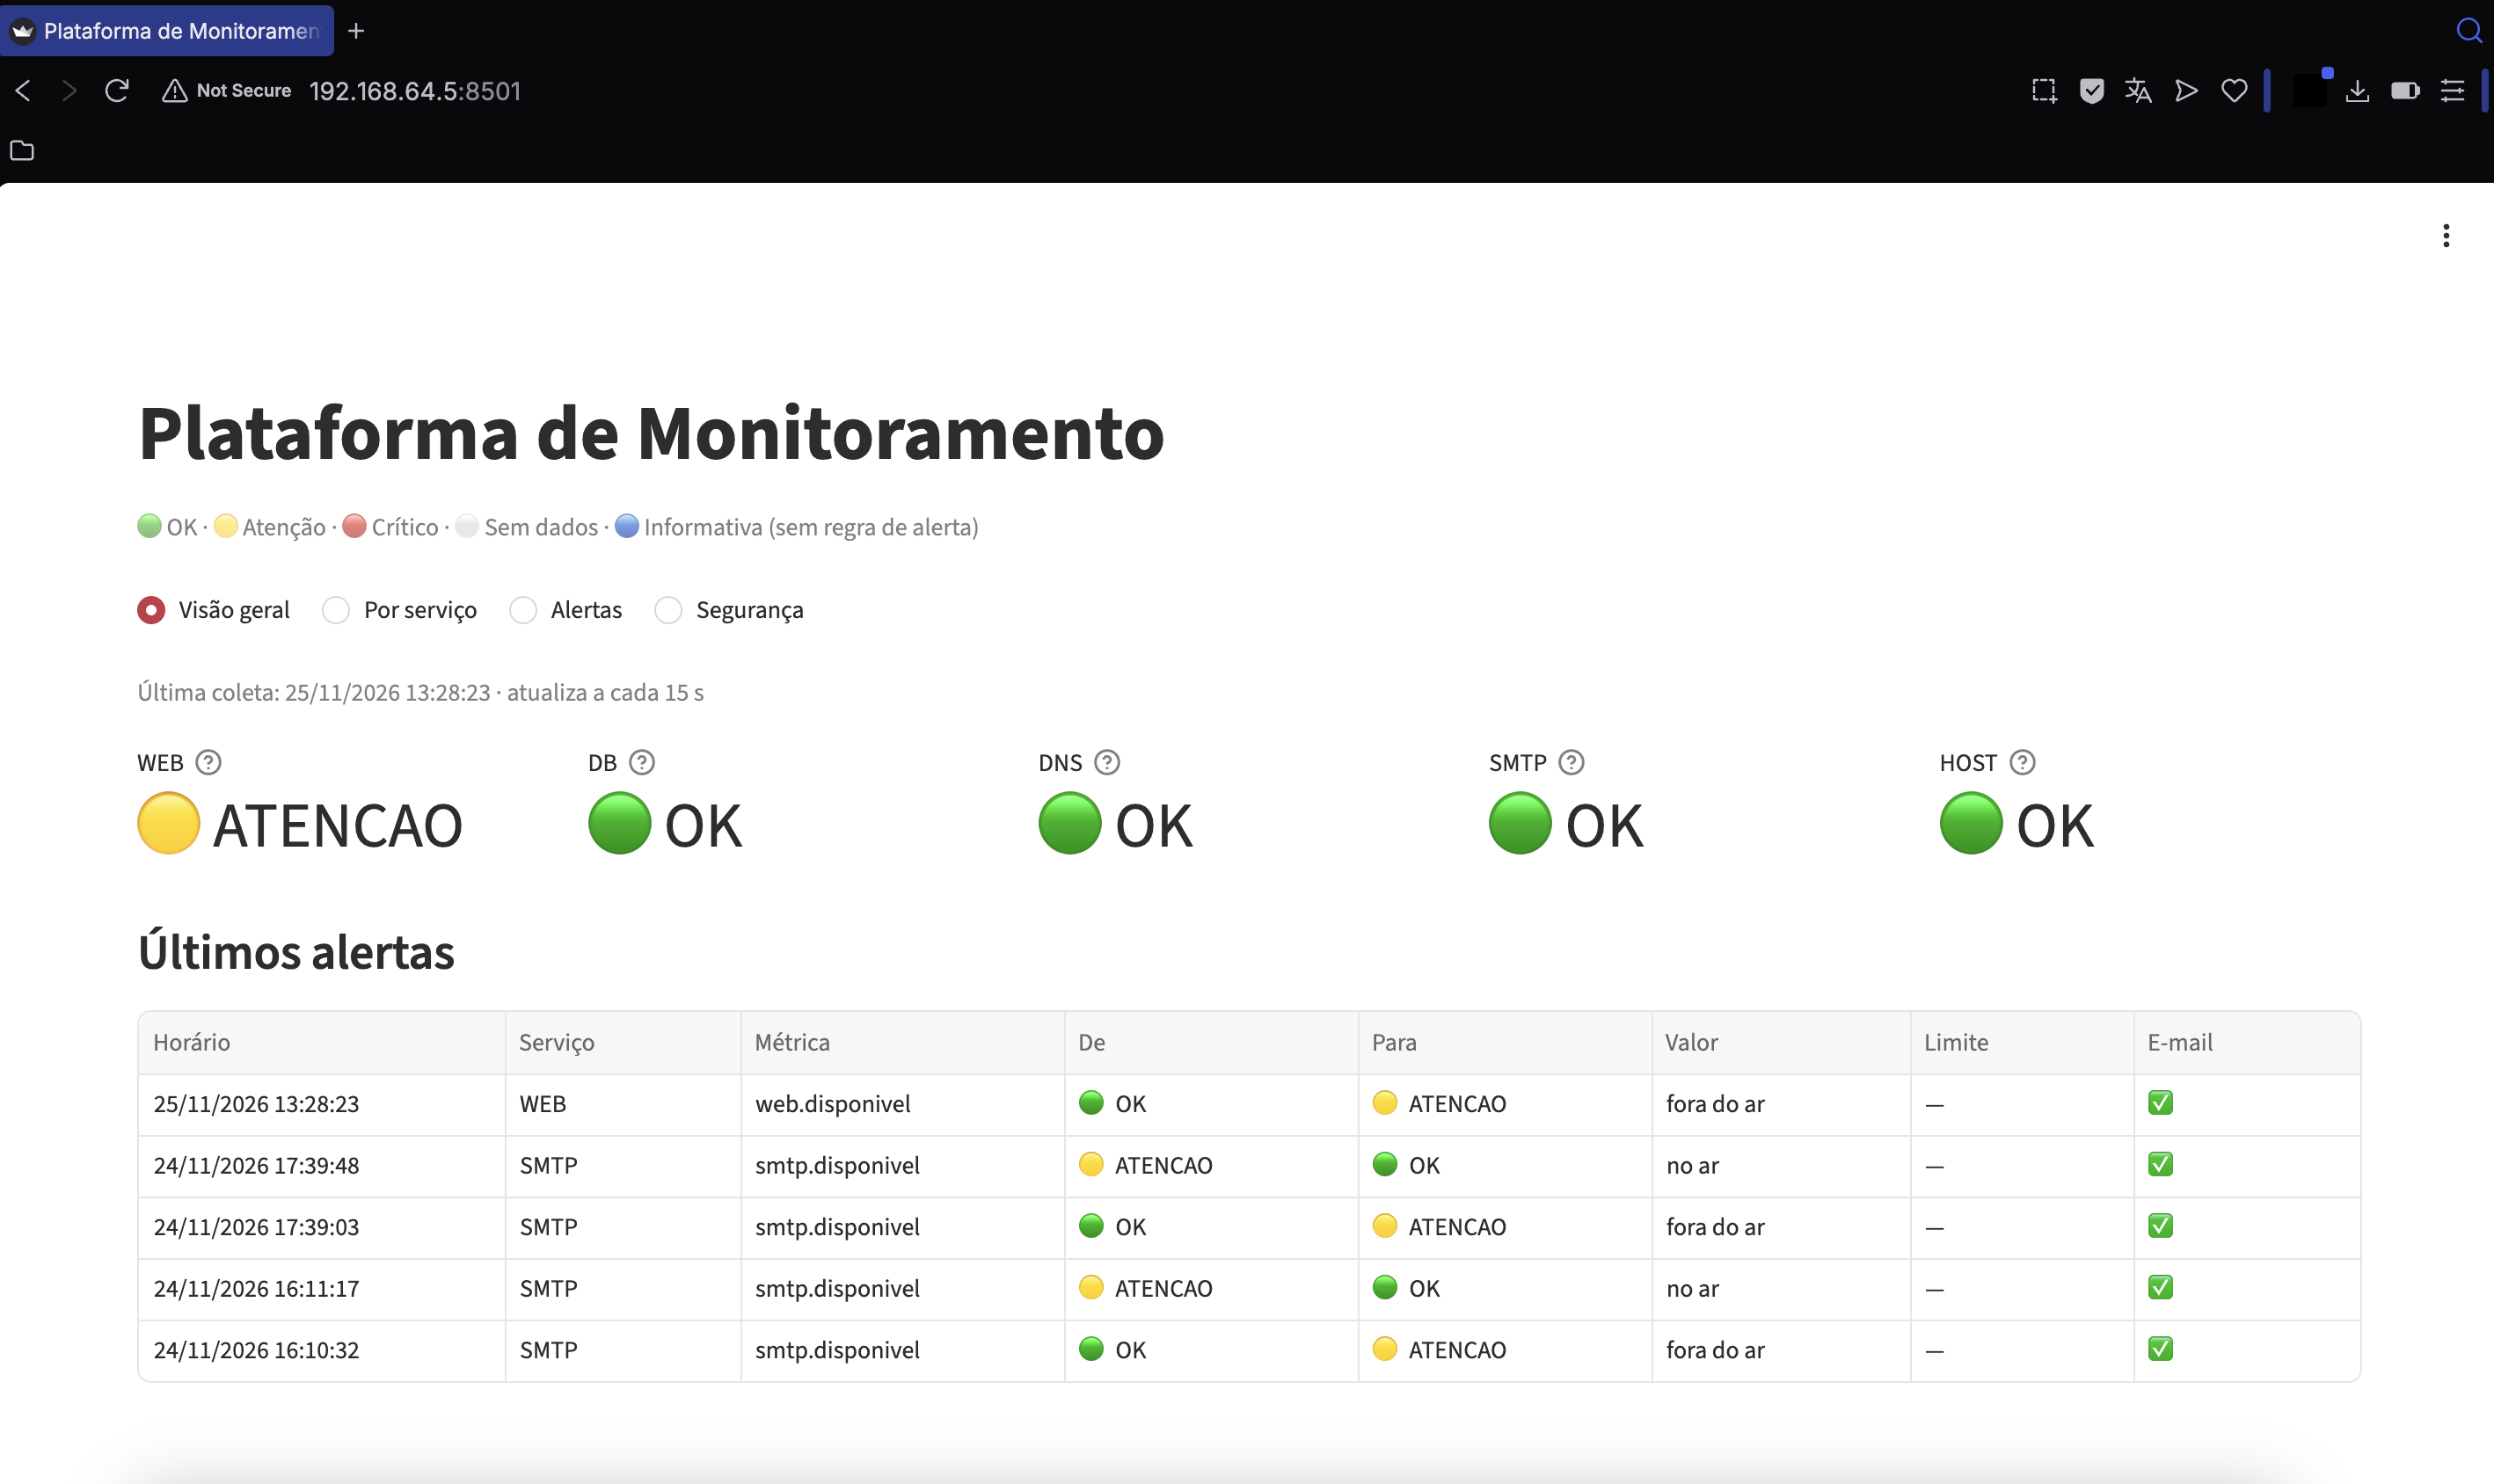 Plataforma de Monitoramen
Not Secure 192.168.64.5:8501
Plataforma de Monitoramento
OK · Atenção · Crítico · Sem dados · Informativa (sem regra de alerta)
Visão geral Por serviço Alertas Segurança
Última coleta: 25/11/2026 13:28:23 · atualiza a cada 15 s
WEB DB DNS SMTP HOST
ATENCAO OK OK OK OK
Últimos alertas
Horário Serviço Métrica De Para Valor Limite E-mail
25/11/2026 13:28:23 WEB web.disponivel OK ATENCAO fora do ar —
24/11/2026 17:39:48 SMTP smtp.disponivel ATENCAO OK no ar —
24/11/2026 17:39:03 SMTP smtp.disponivel OK ATENCAO fora do ar —
24/11/2026 16:11:17 SMTP smtp.disponivel ATENCAO OK no ar —
24/11/2026 16:10:32 SMTP smtp.disponivel OK ATENCAO fora do ar —